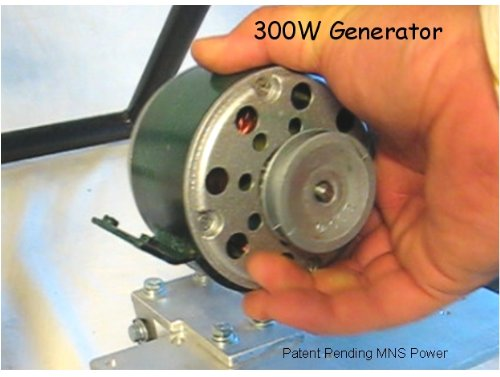 300W Generator
Patent Pending MNS Power